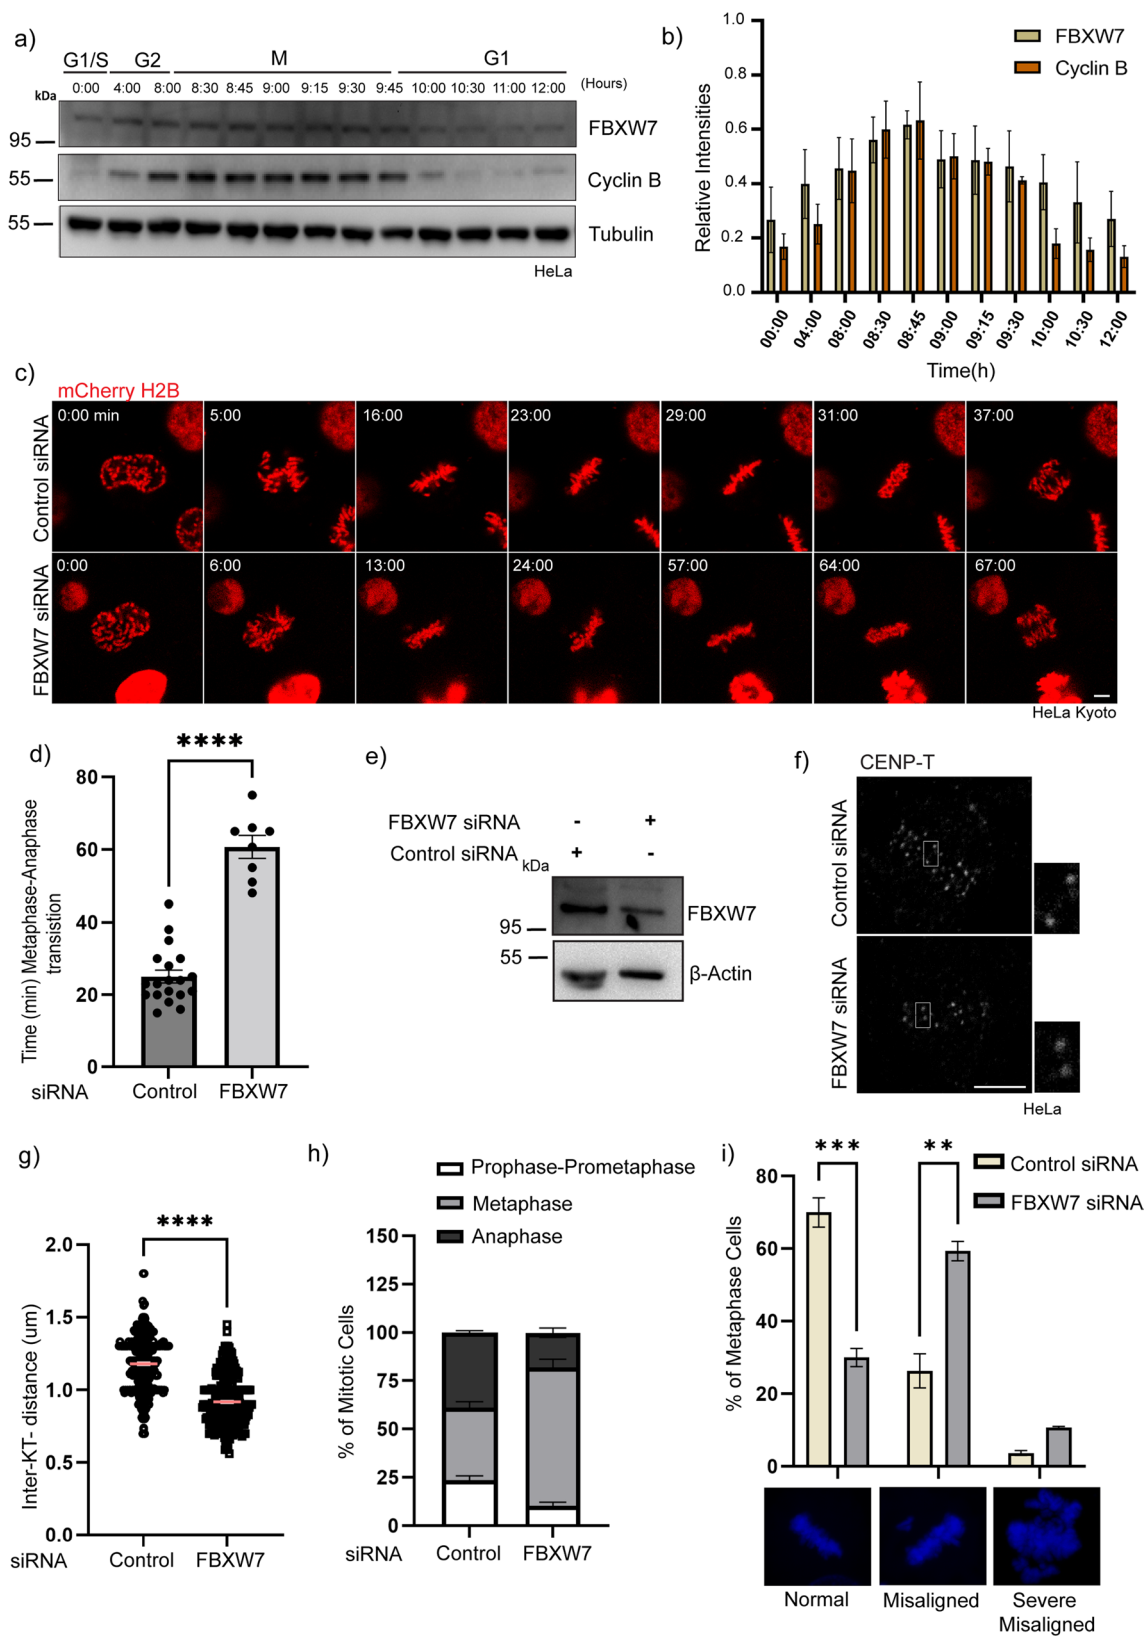 a)
G1/S G2 M G1
0:00 4:00 8:00 8:30 8:45 9:00 9:15 9:30 9:45 10:00 10:30 11:00 12:00 (Hours)
kDa
95
FBXW7
55
Cyclin B
55
Tubulin
HeLa
b)
FBXW7
Cyclin B
Relative Intensities
1.0
0.8
0.6
0.4
0.2
0.0
00:00 04:00 08:00 08:30 08:45 09:00 09:15 09:30 10:00 10:30 12:00
Time(h)
c)
mCherry H2B
Control siRNA
0:00 min 5:00 16:00 23:00 29:00 31:00 37:00
FBXW7 siRNA
0:00 6:00 13:00 24:00 57:00 64:00 67:00
HeLa Kyoto
d)
****
Time (min) Metaphase-Anaphase
transistion
80
60
40
20
0
siRNA Control FBXW7
e)
FBXW7 siRNA - +
Control siRNA + -
kDa
95
FBXW7
55
β-Actin
f)
CENP-T
Control siRNA
FBXW7 siRNA
HeLa
g)
****
Inter-KT- distance (um)
2.0
1.5
1.0
0.5
0.0
siRNA Control FBXW7
h)
Prophase-Prometaphase
Metaphase
Anaphase
% of Mitotic Cells
150
125
100
75
50
25
0
siRNA Control FBXW7
i)
*** **
Control siRNA
FBXW7 siRNA
% of Metaphase Cells
80
60
40
20
0
Normal Misaligned Severe
Misaligned